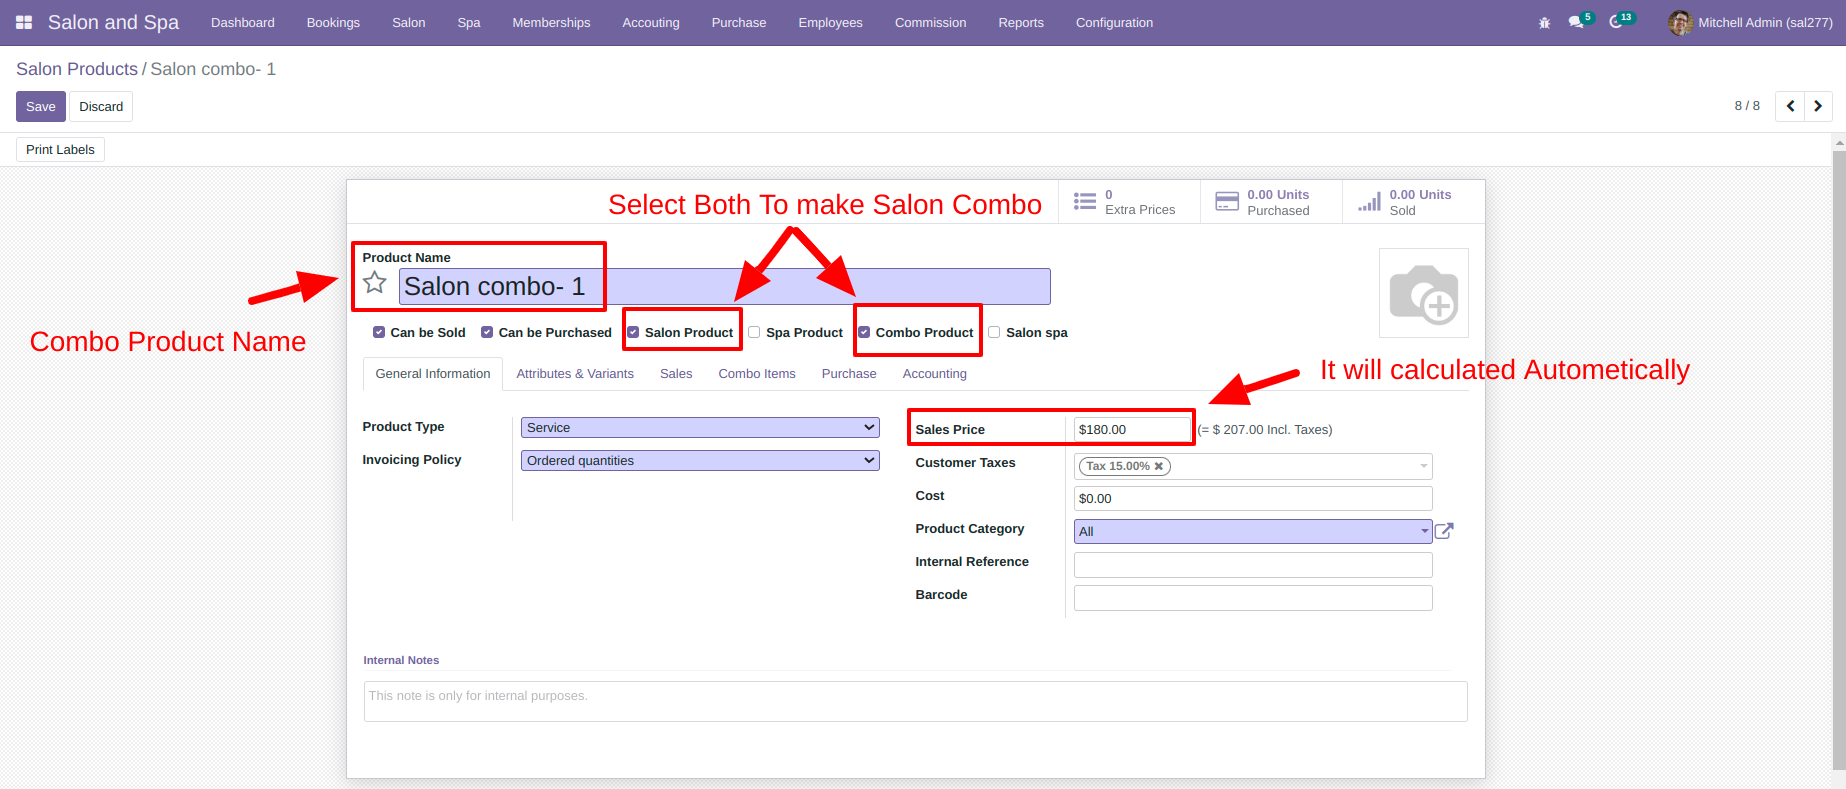 Salon and Spa Dashboard Bookings Salon Spa Memberships Accouting Purchase Employees Commission Reports Configuration 5 13 Mitchell Admin (sal277)
Salon Products / Salon combo- 1
Save Discard 8 / 8
Print Labels
Select Both To make Salon Combo
0 Extra Prices
0.00 Units Purchased
0.00 Units Sold
Product Name
Salon combo- 1
Combo Product Name
Can be Sold Can be Purchased Salon Product Spa Product Combo Product Salon spa
It will calculated Autometically
General Information Attributes & Variants Sales Combo Items Purchase Accounting
Product Type Service
Invoicing Policy Ordered quantities
Sales Price $180.00 (= $ 207.00 Incl. Taxes)
Customer Taxes Tax 15.00%
Cost $0.00
Product Category All
Internal Reference
Barcode
Internal Notes
This note is only for internal purposes.